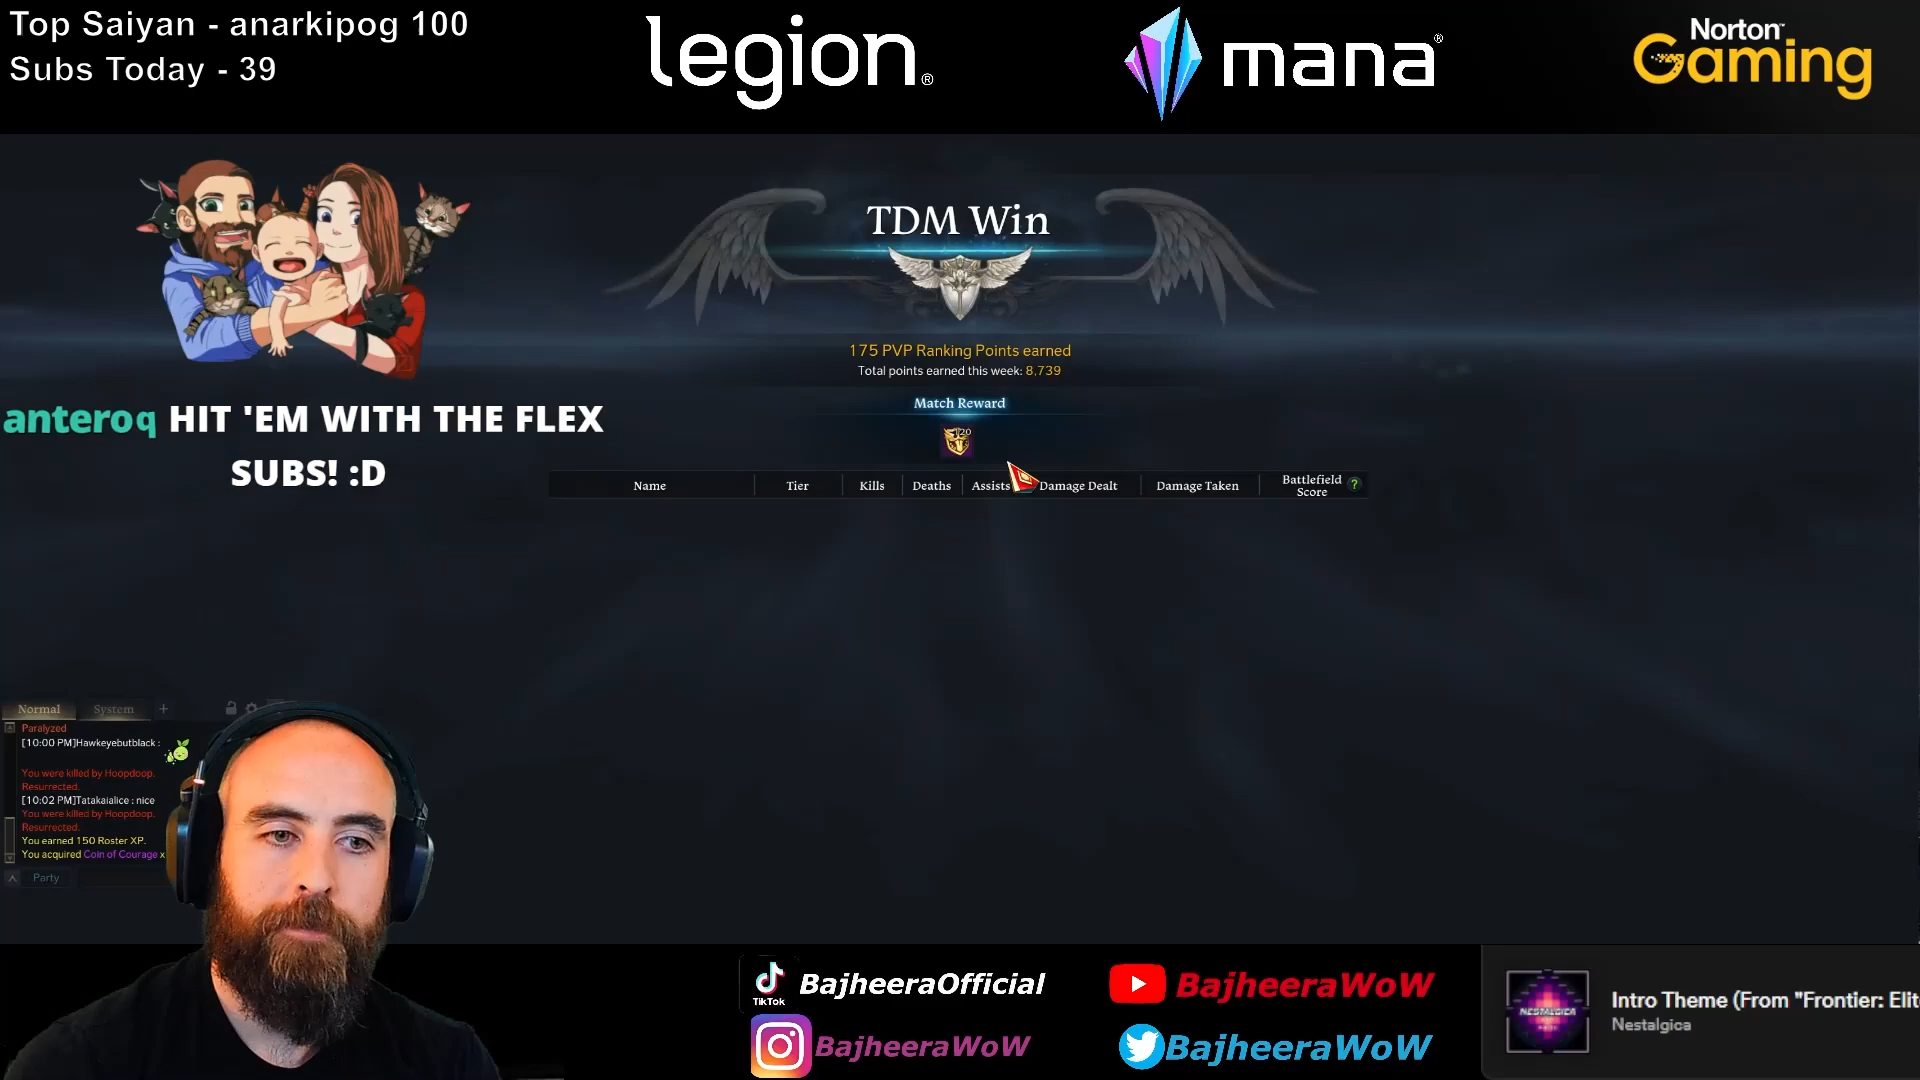 Top Saiyan - anarkipog 100
Subs Today - 39
legion®
mana®
Norton™
Gaming
anteroq HIT 'EM WITH THE FLEX
SUBS! :D
TDM Win
175 PVP Ranking Points earned
Total points earned this week: 8,739
Match Reward
120
Name Tier Kills Deaths Assists Damage Dealt Damage Taken Battlefield Score ?
Normal System +
Paralyzed
[10:00 PM]Hawkeyebutblack :
You were killed by Hoopdoop.
Resurrected.
[10:02 PM]Tatakaialice : nice
You were killed by Hoopdoop.
Resurrected.
You earned 150 Roster XP.
You acquired Coin of Courage x
Party
TikTok
BajheeraOfficial
BajheeraWoW
BajheeraWoW
BajheeraWoW
NESTALGICA
Intro Theme (From "Frontier: Elit
Nestalgica